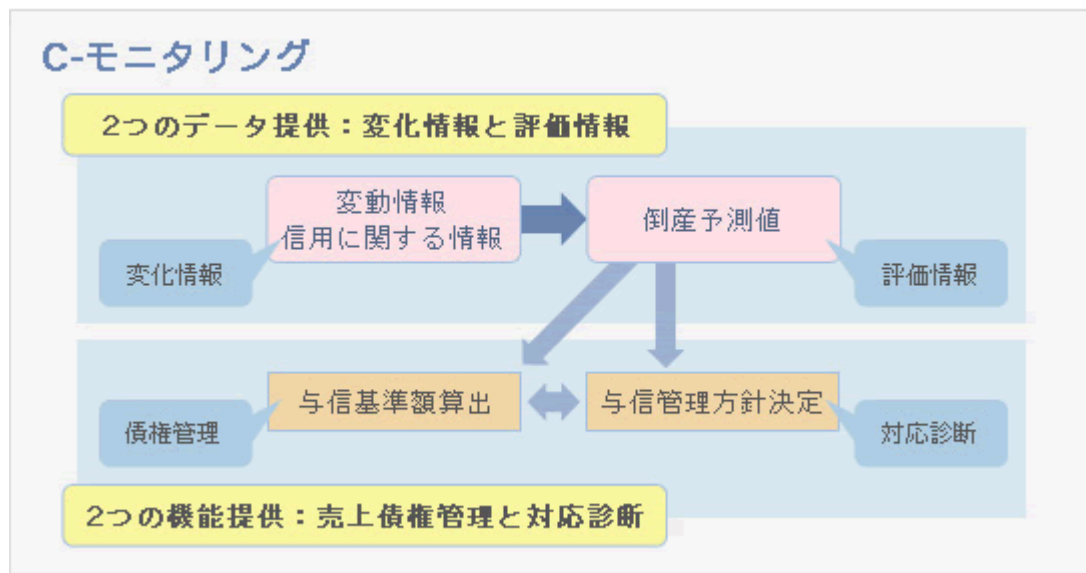 C-モニタリング
2つのデータ提供：変化情報と評価情報
変動情報
信用に関する情報
倒産予測値
変化情報
評価情報
与信基準額算出
与信管理方針決定
債権管理
対応診断
2つの機能提供：売上債権管理と対応診断